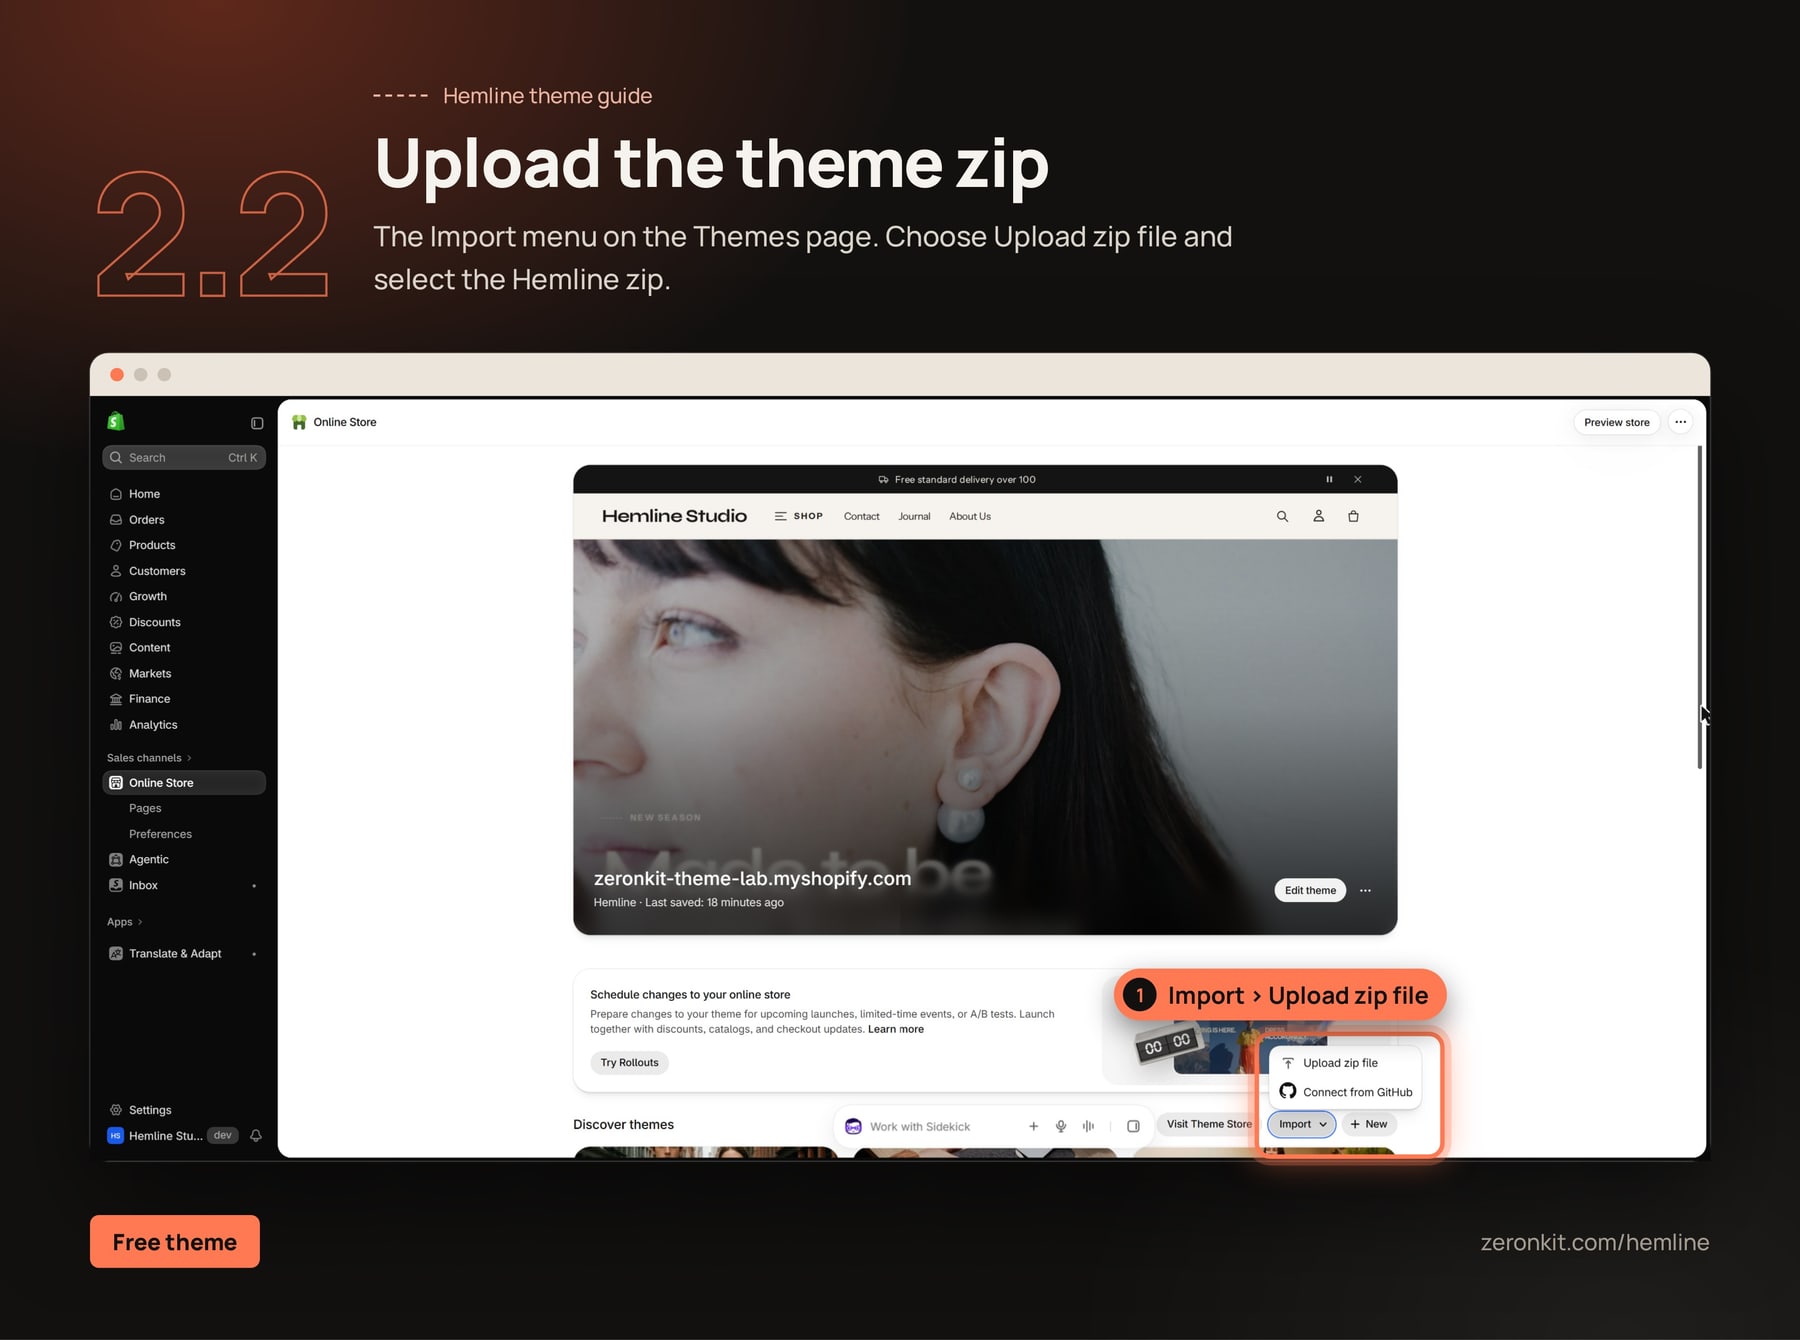 Hemline theme guide
2.2
Upload the theme zip
The Import menu on the Themes page. Choose Upload zip file and
select the Hemline zip.
Online Store
Preview store
Search
Ctrl K
Home
Orders
Products
Customers
Growth
Discounts
Content
Markets
Finance
Analytics
Sales channels
Online Store
Pages
Preferences
Agentic
Inbox
Apps
Translate & Adapt
Settings
HS
Hemline Stu...
dev
Free standard delivery over 100
Hemline Studio
SHOP
Contact
Journal
About Us
NEW SEASON
Made to be
zeronkit-theme-lab.myshopify.com
Hemline · Last saved: 18 minutes ago
Edit theme
Schedule changes to your online store
Prepare changes to your theme for upcoming launches, limited-time events, or A/B tests. Launch
together with discounts, catalogs, and checkout updates. Learn more
Try Rollouts
1 Import › Upload zip file
00 00
Upload zip file
Connect from GitHub
Discover themes
Work with Sidekick
Visit Theme Store
Import
New
Free theme
zeronkit.com/hemline